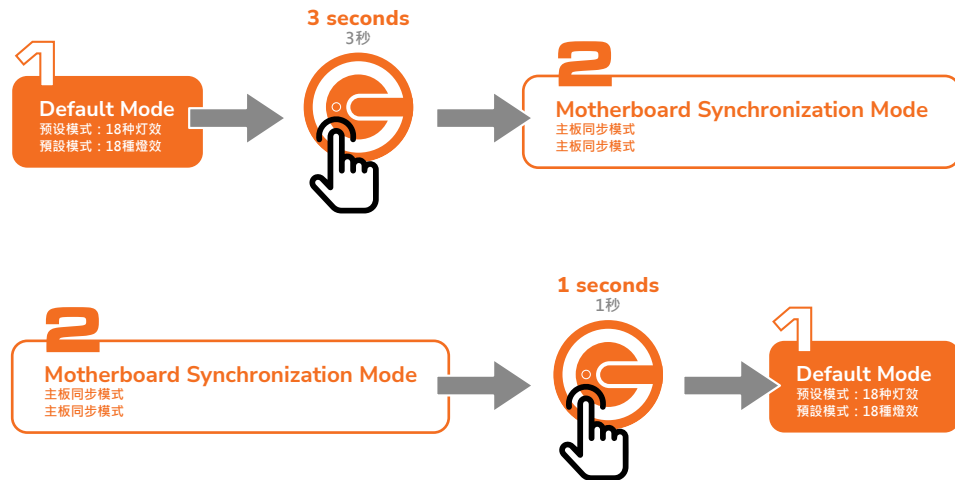 3 seconds
3秒
1
Default Mode
预设模式：18种灯效
預設模式：18種燈效
2
Motherboard Synchronization Mode
主板同步模式
主板同步模式
1 seconds
1秒
2
Motherboard Synchronization Mode
主板同步模式
主板同步模式
1
Default Mode
预设模式：18种灯效
預設模式：18種燈效